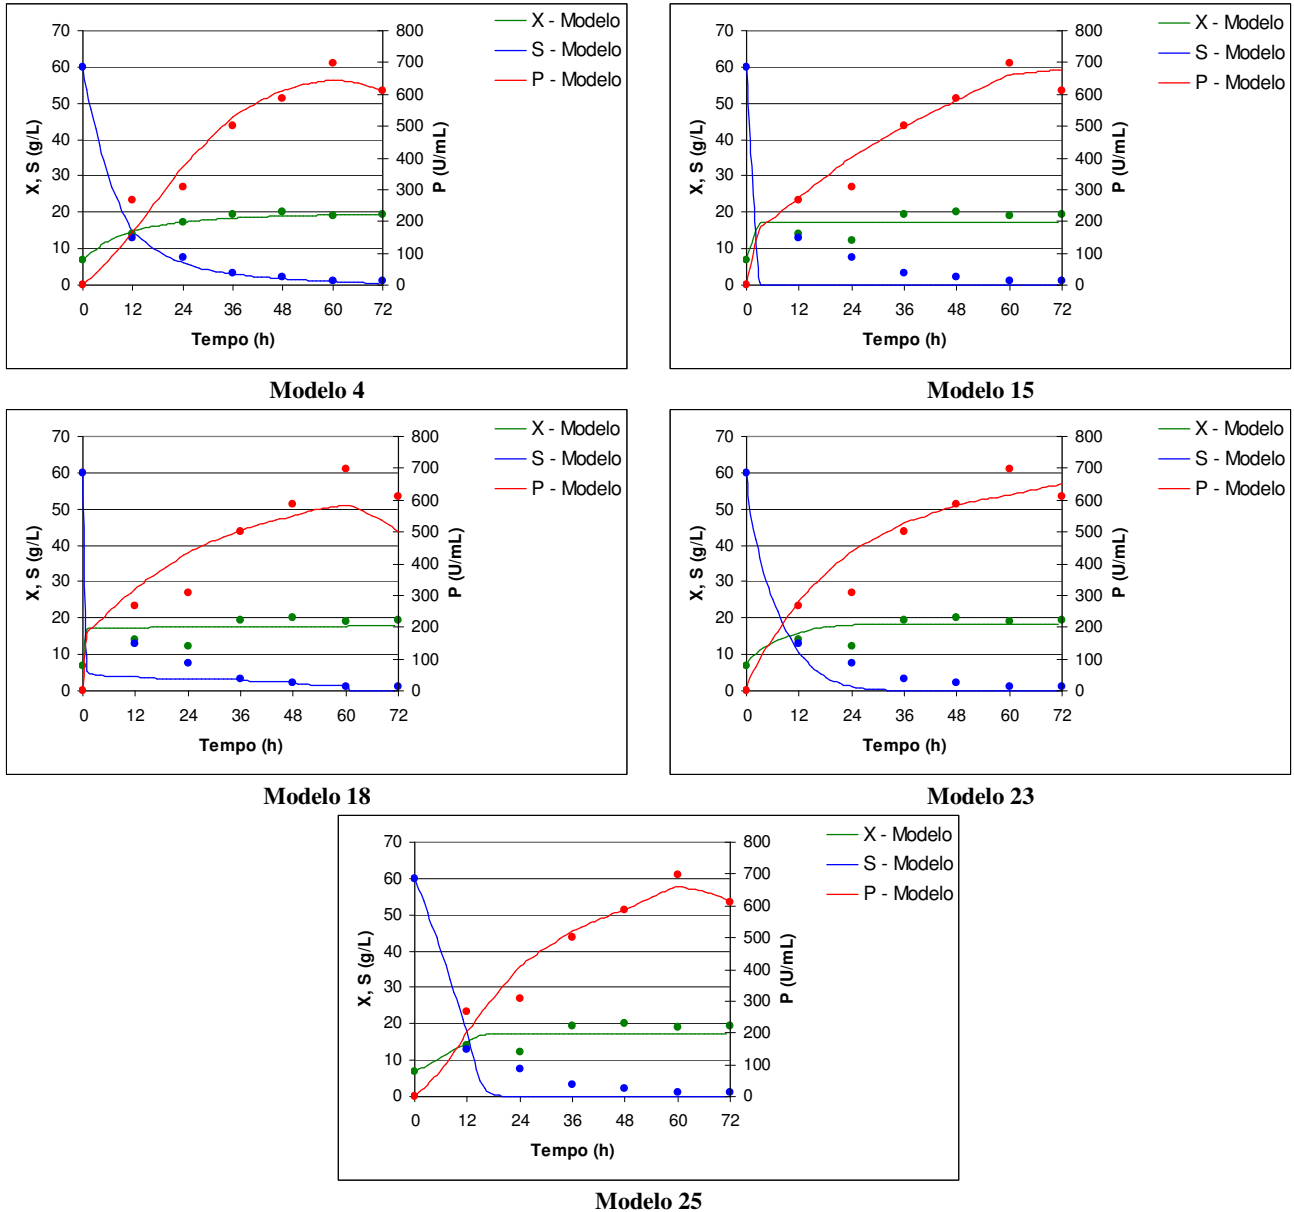 X - Modelo
S - Modelo
P - Modelo
70
60
50
40
30
20
10
0
X, S (g/L)
800
700
600
500
400
300
200
100
0
P (U/mL)
0 12 24 36 48 60 72
Tempo (h)
Modelo 4
X - Modelo
S - Modelo
P - Modelo
70
60
50
40
30
20
10
0
X, S (g/L)
800
700
600
500
400
300
200
100
0
P (U/mL)
0 12 24 36 48 60 72
Tempo (h)
Modelo 15
X - Modelo
S - Modelo
P - Modelo
70
60
50
40
30
20
10
0
X, S (g/L)
800
700
600
500
400
300
200
100
0
P (U/mL)
0 12 24 36 48 60 72
Tempo (h)
Modelo 18
X - Modelo
S - Modelo
P - Modelo
70
60
50
40
30
20
10
0
X, S (g/L)
800
700
600
500
400
300
200
100
0
P (U/mL)
0 12 24 36 48 60 72
Tempo (h)
Modelo 23
X - Modelo
S - Modelo
P - Modelo
70
60
50
40
30
20
10
0
X, S (g/L)
800
700
600
500
400
300
200
100
0
P (U/mL)
0 12 24 36 48 60 72
Tempo (h)
Modelo 25